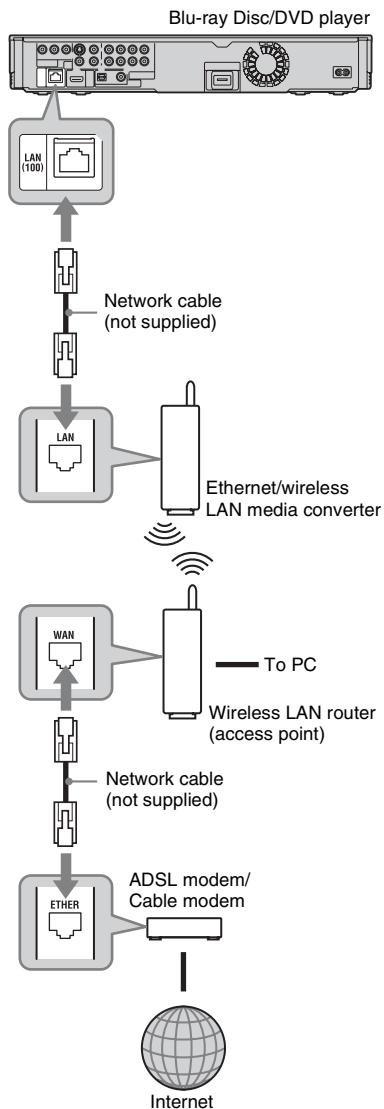 Blu-ray Disc/DVD player
LAN
(100)
Network cable
(not supplied)
LAN
Ethernet/wireless
LAN media converter
WAN
To PC
Wireless LAN router
(access point)
Network cable
(not supplied)
ADSL modem/
Cable modem
ETHER
Internet